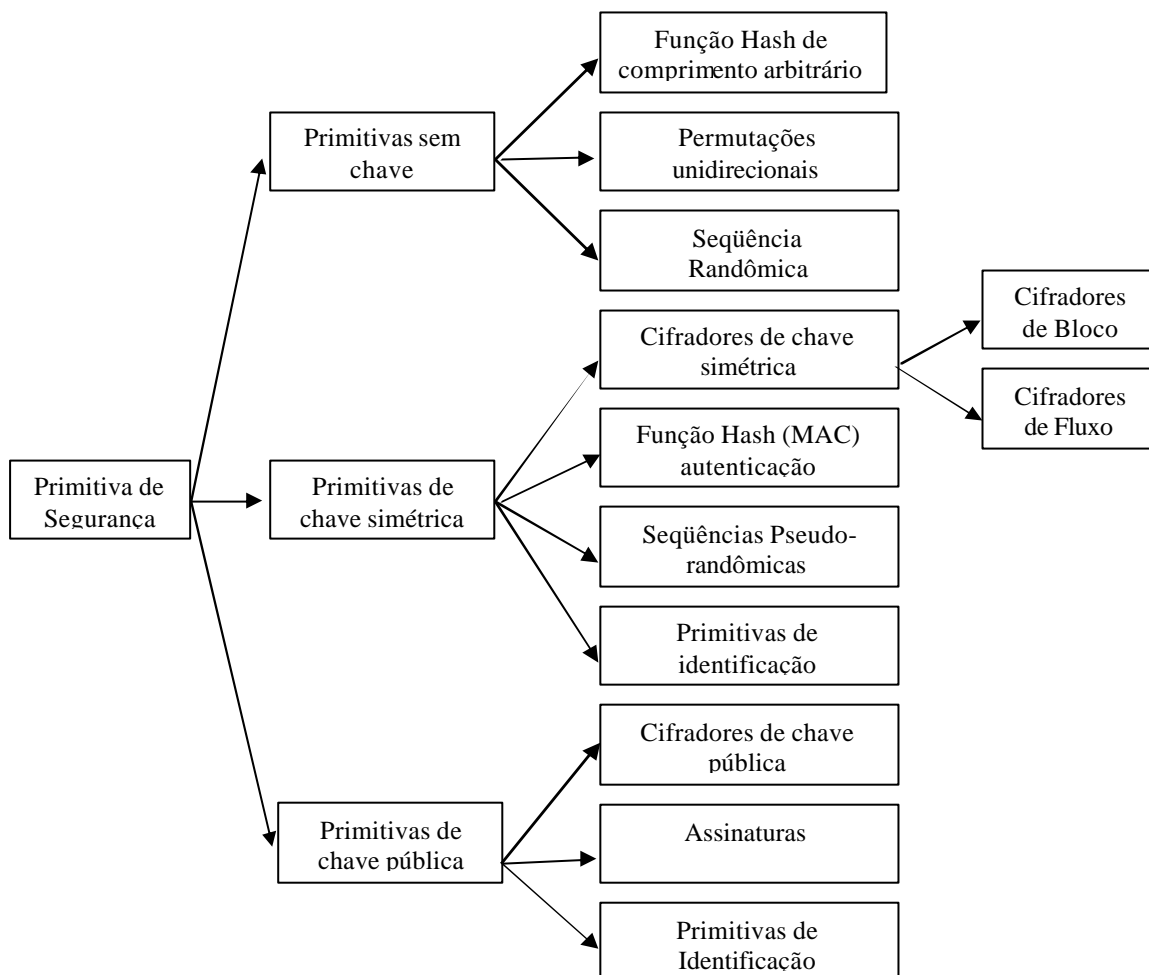 Função Hash de
comprimento arbitrário
Primitivas sem
chave
Permutações
unidirecionais
Seqüência
Randômica
Cifradores
de Bloco
Cifradores de chave
simétrica
Cifradores
de Fluxo
Função Hash (MAC)
autenticação
Primitiva de
Segurança
Primitivas de
chave simétrica
Seqüências Pseudo-
randômicas
Primitivas de
identificação
Cifradores de chave
pública
Primitivas de
chave pública
Assinaturas
Primitivas de
Identificação